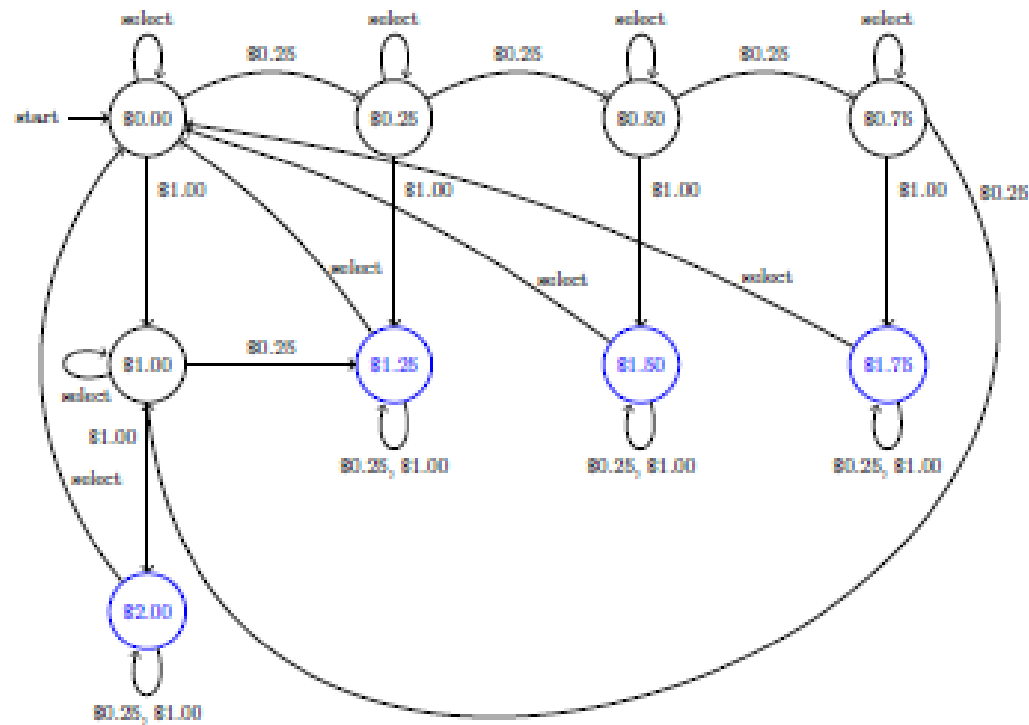 select select select
$0.25 $0.25 $0.25
start $0.00 $0.25 $0.50 $0.75
$1.00 $1.00 $1.00 $1.00 $0.25
select select select
$0.25
$1.00 $1.25 $1.50 $1.75
select
$1.00
$0.25, $1.00 $0.25, $1.00 $0.25, $1.00
select
$2.00
$0.25, $1.00
select